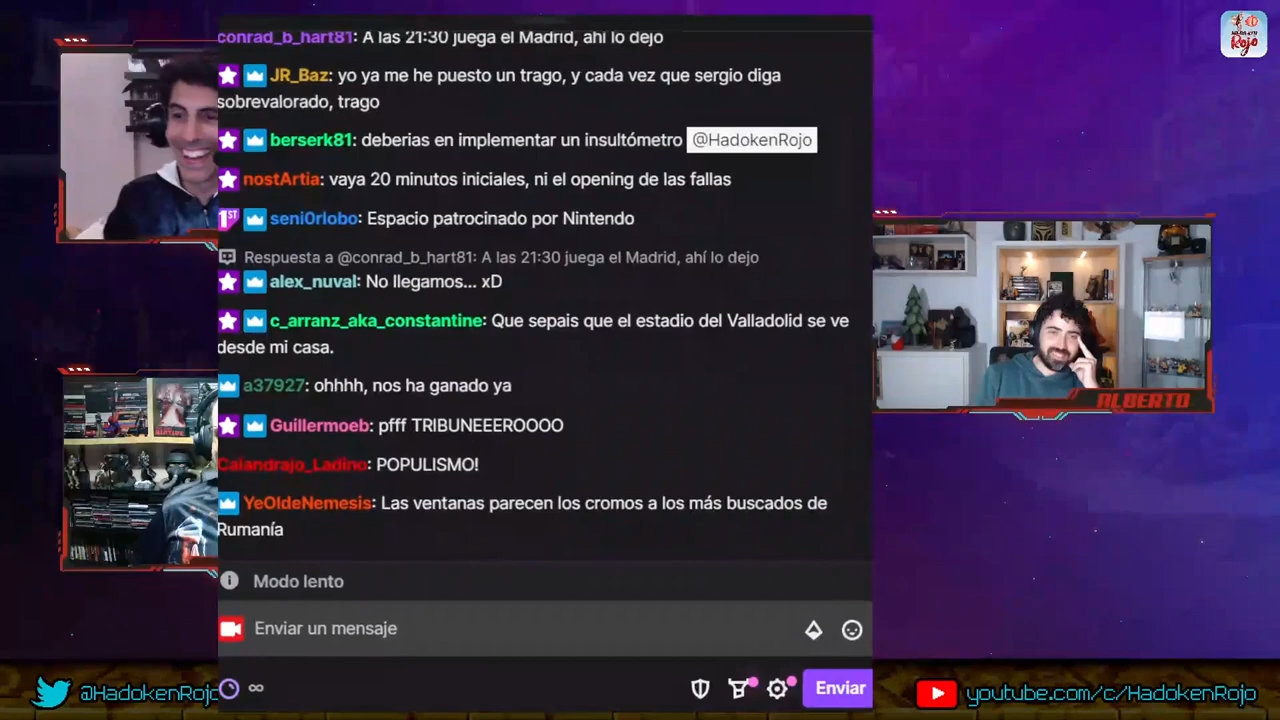 conrad_b_hart81: A las 21:30 juega el Madrid, ahí lo dejo
JR_Baz: yo ya me he puesto un trago, y cada vez que sergio diga
sobrevalorado, trago
berserk81: deberias en implementar un insultómetro @HadokenRojo
nostArtia: vaya 20 minutos iniciales, ni el opening de las fallas
1ST seni0rlobo: Espacio patrocinado por Nintendo
Respuesta a @conrad_b_hart81: A las 21:30 juega el Madrid, ahí lo dejo
alex_nuval: No llegamos... xD
c_arranz_aka_constantine: Que sepais que el estadio del Valladolid se ve
desde mi casa.
a37927: ohhhh, nos ha ganado ya
Guillermoeb: pfff TRIBUNEEEROOOO
Calandrajo_Ladino: POPULISMO!
YeOldeNemesis: Las ventanas parecen los cromos a los más buscados de
Rumanía
Modo lento
Enviar un mensaje
Enviar
ALBERTO
Rojo
@HadokenRojo
youtube.com/c/HadokenRojo